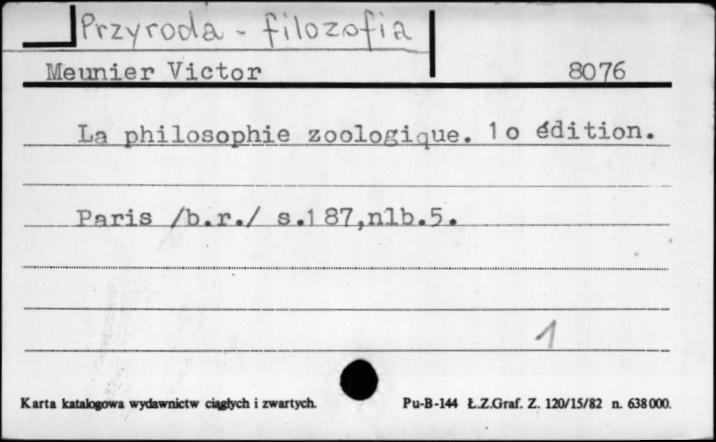 Przyroda - filozofia
Meunier Victor 8076
La philosophie zoologique. 1o édition.
Paris /b.r./ s.187,nlb.5.
1
Karta katalogowa wydawnictw ciągłych i zwartych. Pu-B-144 Ł.Z.Graf. Z. 120/15/82 n. 638000.